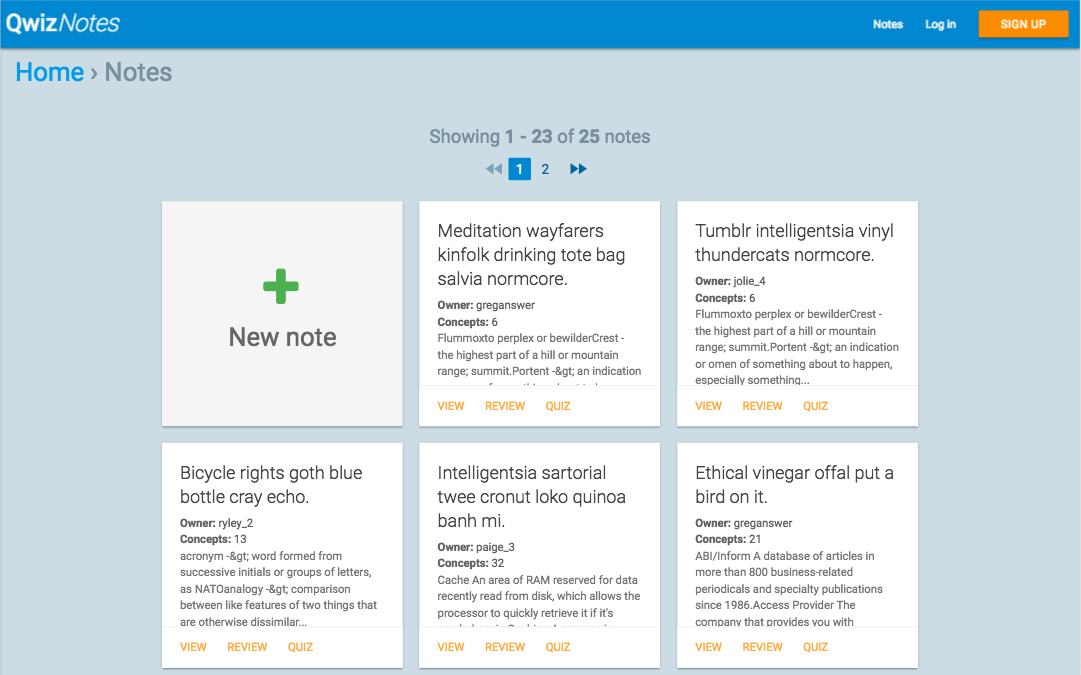 QwizNotes
Notes Log in SIGN UP
Home › Notes
Showing 1 - 23 of 25 notes
1 2
New note
Meditation wayfarers
kinfolk drinking tote bag
salvia normcore.
Owner: greganswer
Concepts: 6
Flummoxto perplex or bewilderCrest -
the highest part of a hill or mountain
range; summit.Portent -&gt; an indication
VIEW REVIEW QUIZ
Tumblr intelligentsia vinyl
thundercats normcore.
Owner: jolie_4
Concepts: 6
Flummoxto perplex or bewilderCrest -
the highest part of a hill or mountain
range; summit.Portent -&gt; an indication
or omen of something about to happen,
especially something...
VIEW REVIEW QUIZ
Bicycle rights goth blue
bottle cray echo.
Owner: ryley_2
Concepts: 13
acronym -&gt; word formed from
successive initials or groups of letters,
as NATOanalogy -&gt; comparison
between like features of two things that
are otherwise dissimilar...
VIEW REVIEW QUIZ
Intelligentsia sartorial
twee cronut loko quinoa
banh mi.
Owner: paige_3
Concepts: 32
Cache An area of RAM reserved for data
recently read from disk, which allows the
processor to quickly retrieve it if it's
VIEW REVIEW QUIZ
Ethical vinegar offal put a
bird on it.
Owner: greganswer
Concepts: 21
ABI/Inform A database of articles in
more than 800 business-related
periodicals and specialty publications
since 1986.Access Provider The
company that provides you with
VIEW REVIEW QUIZ